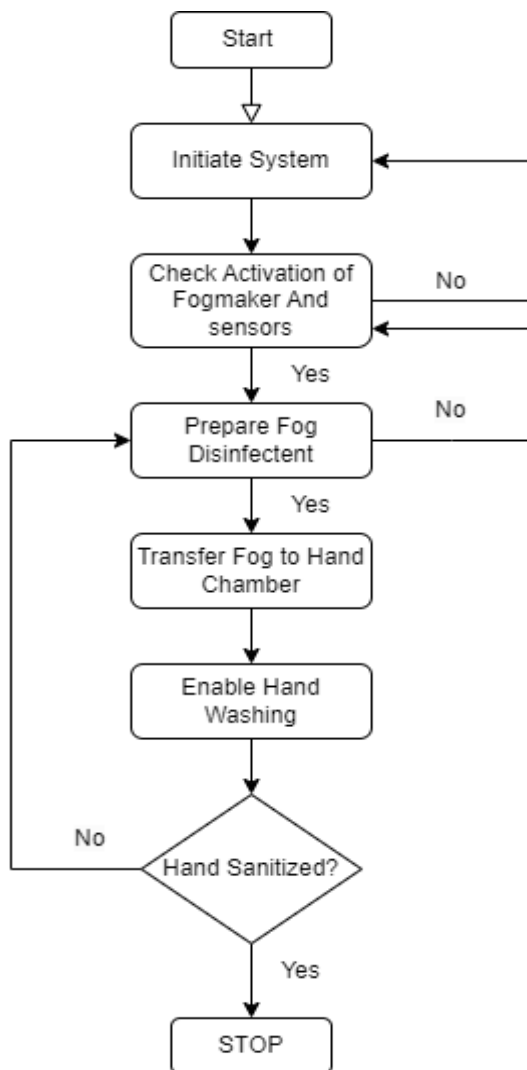 Start
Initiate System
Check Activation of
Fogmaker And
sensors
No
Yes
Prepare Fog
Disinfectent
No
Yes
Transfer Fog to Hand
Chamber
Enable Hand
Washing
No
Hand Sanitized?
Yes
STOP